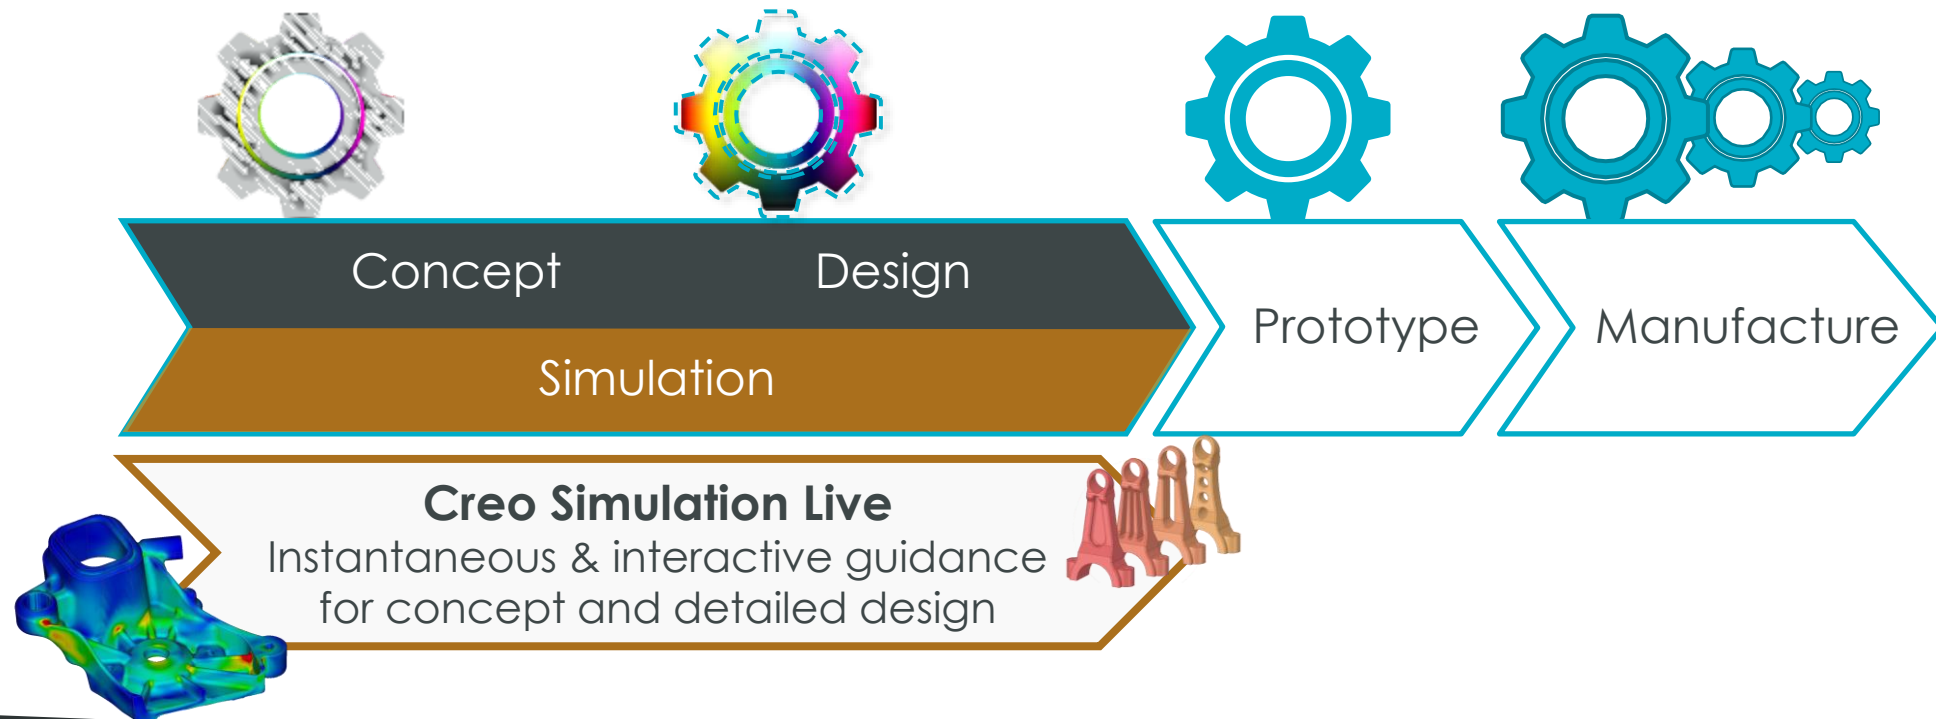 Concept
Design
Simulation
Prototype
Manufacture
Creo Simulation Live
Instantaneous & interactive guidance
for concept and detailed design